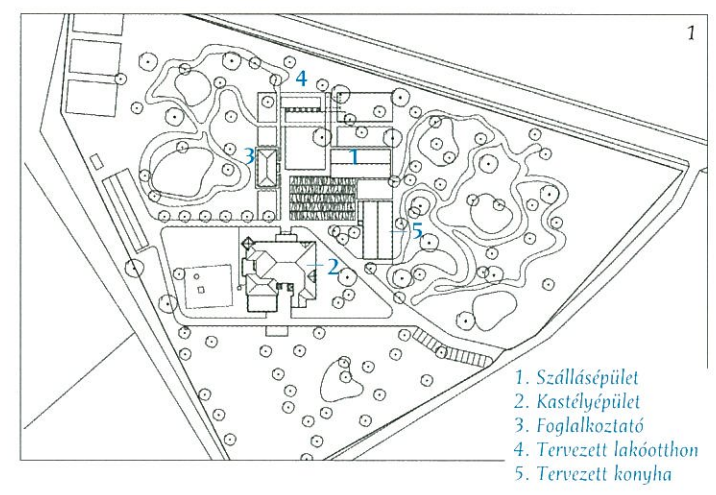 1
4
3
1
5
2
1. Szállásépület
2. Kastélyépület
3. Foglalkoztató
4. Tervezett lakóotthon
5. Tervezett konyha